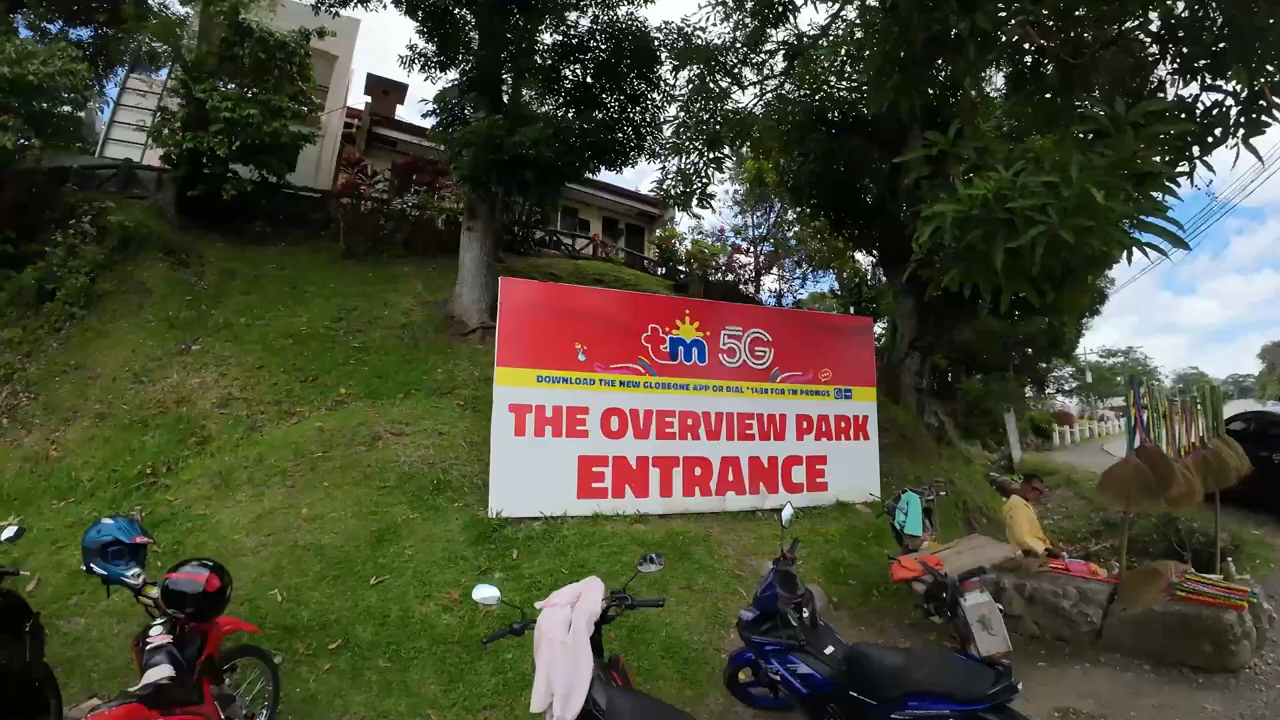 tm 5G
DOWNLOAD THE NEW GLOBEONE APP OR DIAL *143# FOR TM PROMOS
THE OVERVIEW PARK
ENTRANCE